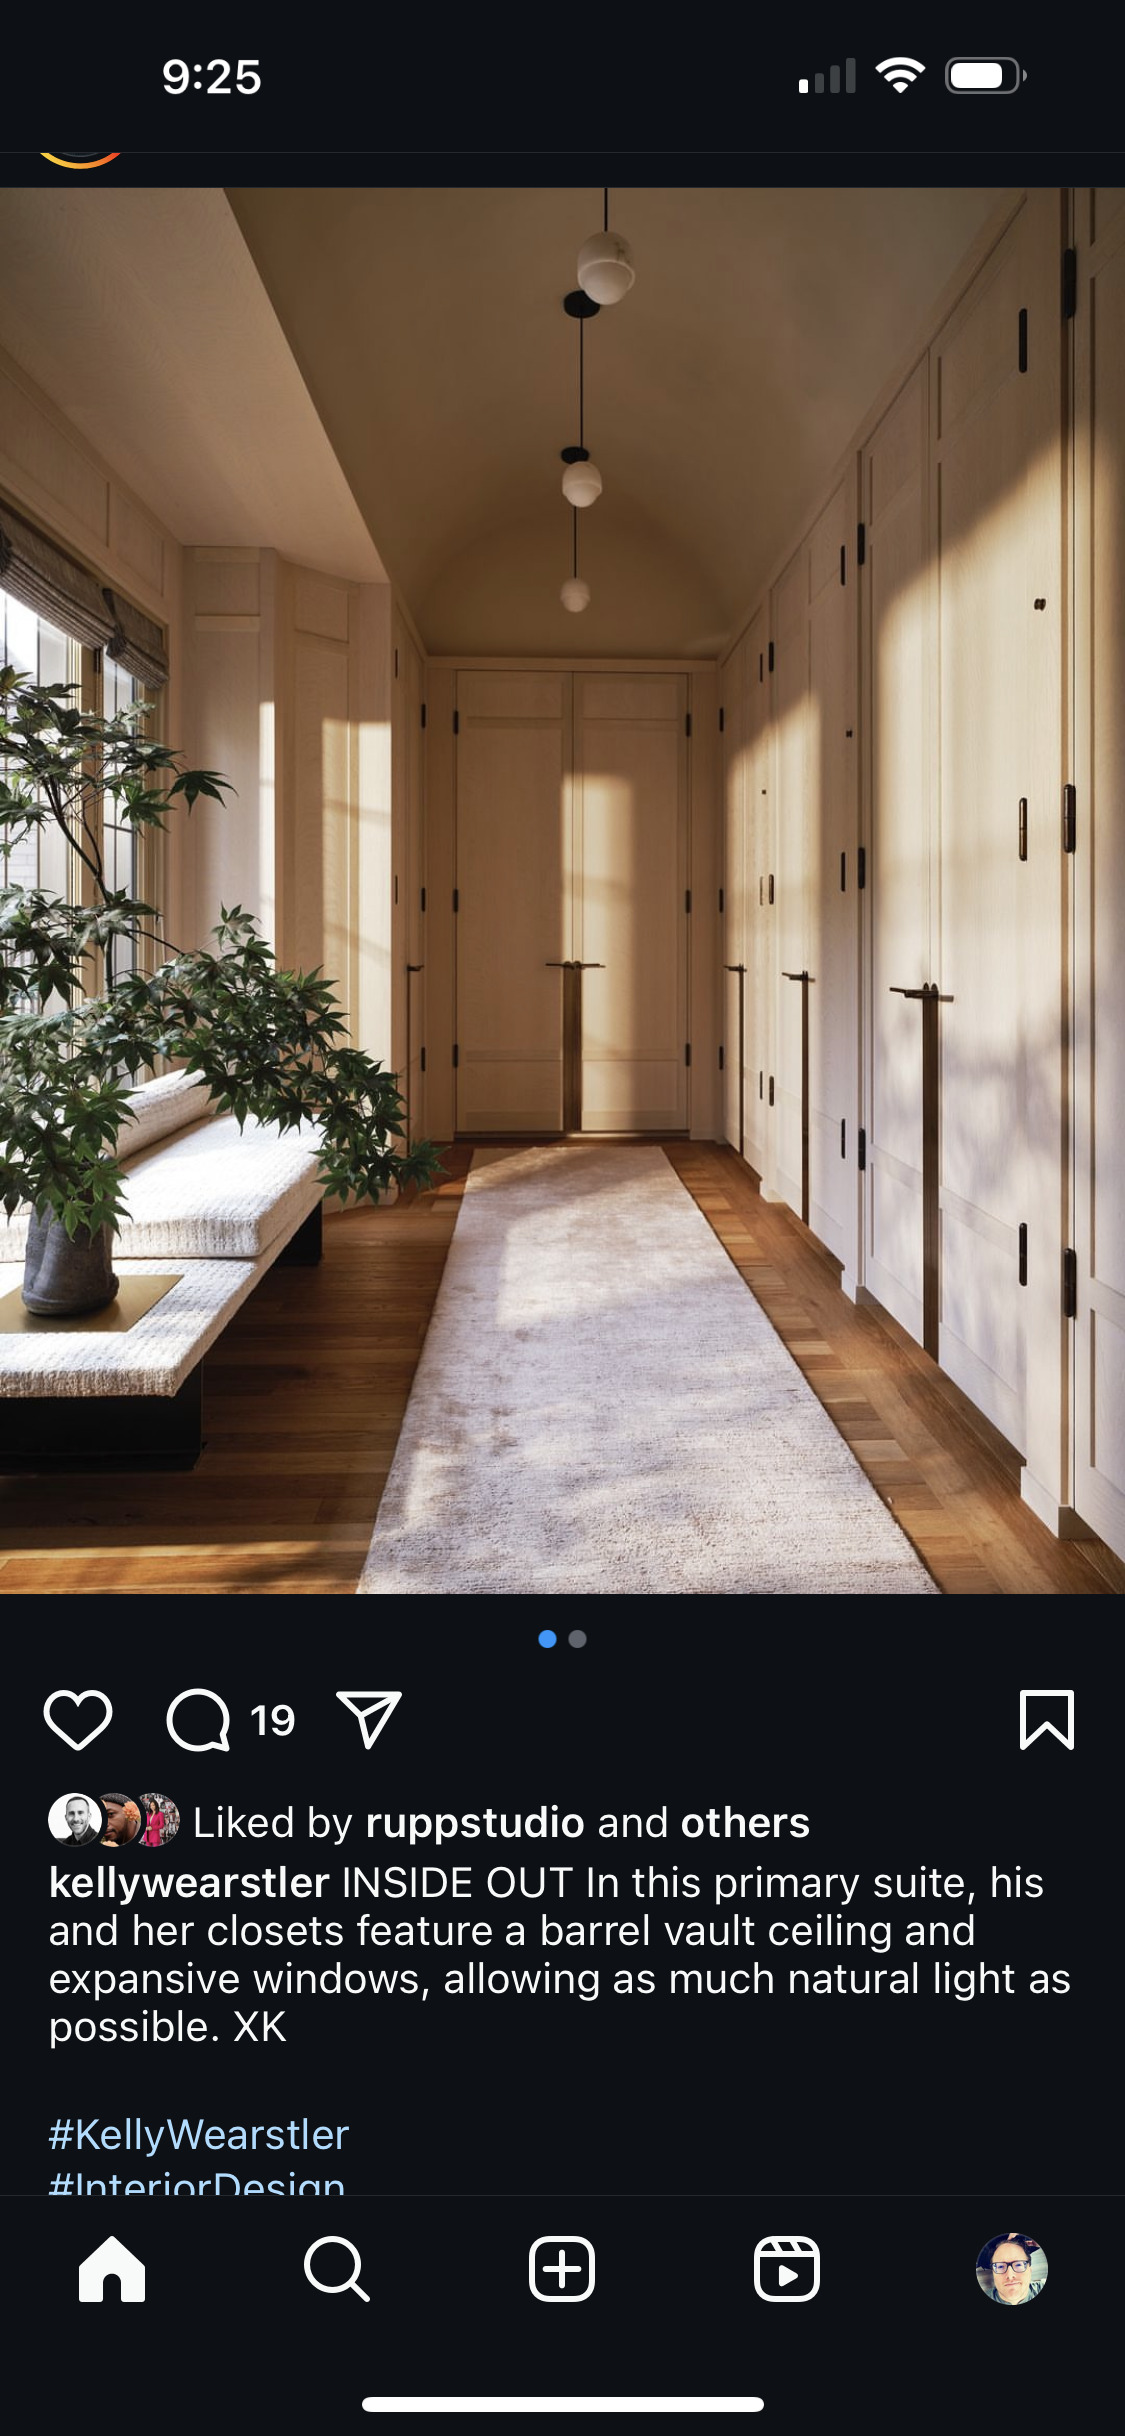 9:25
19
Liked by ruppstudio and others
kellywearstler INSIDE OUT In this primary suite, his
and her closets feature a barrel vault ceiling and
expansive windows, allowing as much natural light as
possible. XK
#KellyWearstler
#InteriorDesign